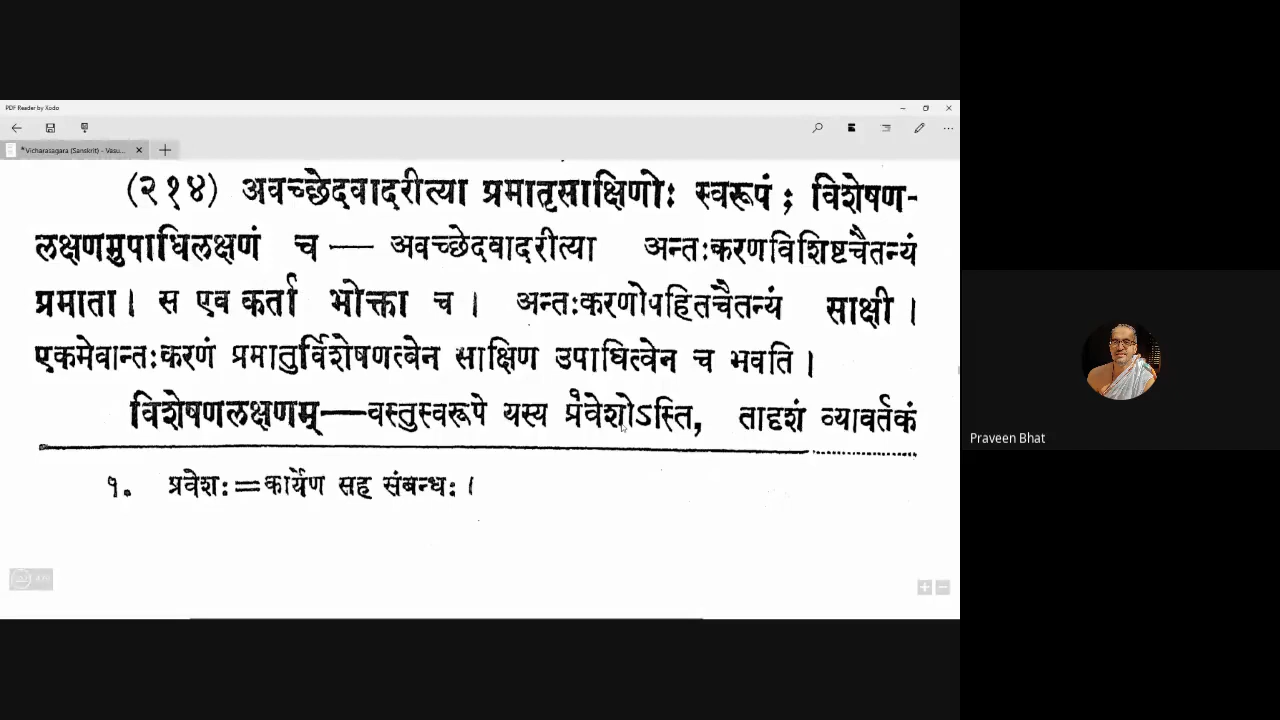 PDF Reader by Xodo
*Vicharasagara (Sanskrit) - Vasu...
(२१४) अवच्छेदवादरीत्या प्रमातृसाक्षिणोः स्वरूपं ; विशेषण-
लक्षणमुपाधिलक्षणं च — अवच्छेदवादरीत्या अन्तःकरणविशिष्टचैतन्यं
प्रमाता । स एव कर्ता भोक्ता च । अन्तःकरणोपहितचैतन्यं साक्षी ।
एकमेवान्तःकरणं प्रमातुर्विशेषणत्वेन साक्षिण उपाधित्वेन च भवति ।
विशेषणलक्षणम्—वस्तुस्वरूपे यस्य प्र१वेशोऽस्ति, तादृशं व्यावर्तकं
१. प्रवेशः=कार्येण सह संबन्धः ।
Praveen Bhat